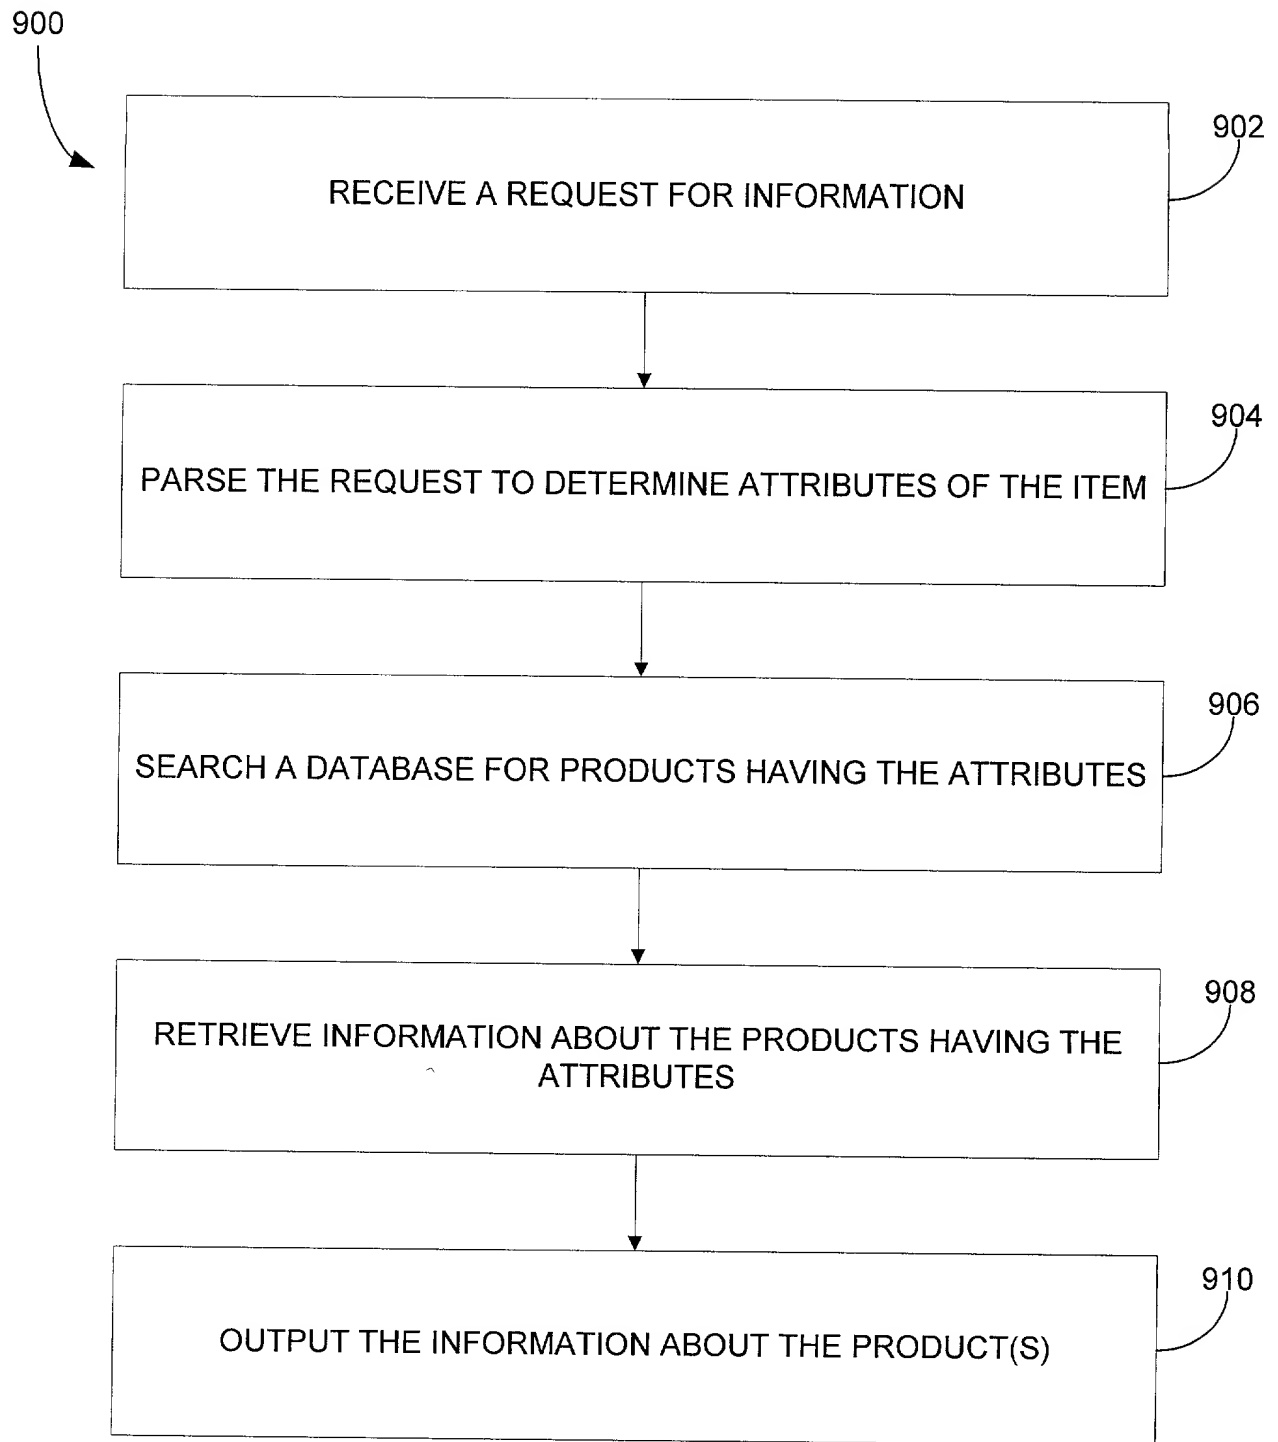 900
902
RECEIVE A REQUEST FOR INFORMATION
904
PARSE THE REQUEST TO DETERMINE ATTRIBUTES OF THE ITEM
906
SEARCH A DATABASE FOR PRODUCTS HAVING THE ATTRIBUTES
908
RETRIEVE INFORMATION ABOUT THE PRODUCTS HAVING THE
ATTRIBUTES
910
OUTPUT THE INFORMATION ABOUT THE PRODUCT(S)